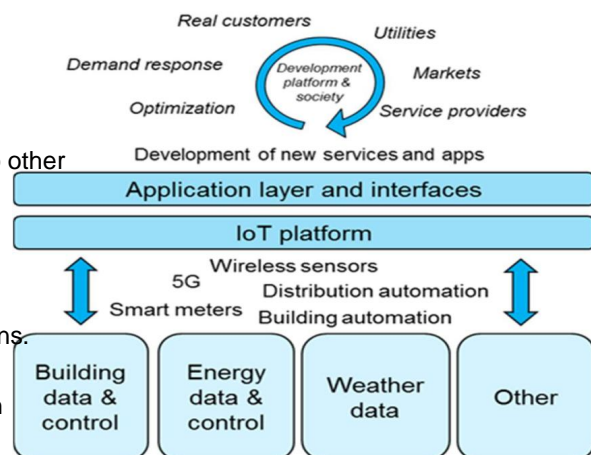 Real customers
Utilities
Demand response
Development
platform &
society
Markets
Optimization
Service providers
other
Development of new services and apps
Application layer and interfaces
IoT platform
Wireless sensors
5G
Distribution automation
Smart meters
Building automation
ns.
Building
data &
control
Energy
data &
control
Weather
data
Other